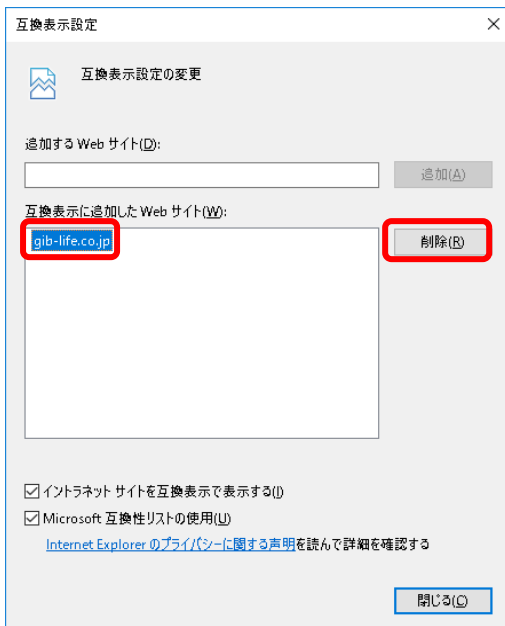 互換表示設定
互換表示設定の変更
追加する Web サイト(D):
追加(A)
互換表示に追加した Web サイト(W):
gib-life.co.jp
削除(R)
イントラネット サイトを互換表示で表示する(I)
Microsoft 互換性リストの使用(U)
Internet Explorer のプライバシーに関する声明を読んで詳細を確認する
閉じる(C)